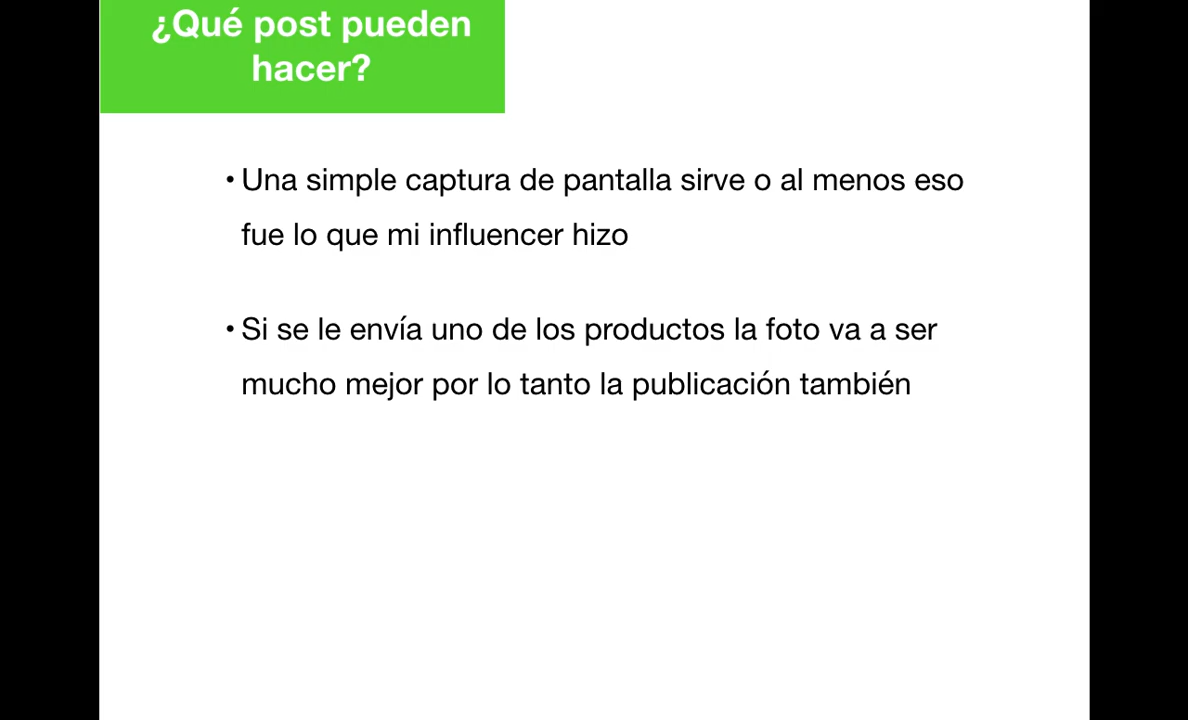 ¿Qué post pueden
hacer?
• Una simple captura de pantalla sirve o al menos eso
fue lo que mi influencer hizo
• Si se le envía uno de los productos la foto va a ser
mucho mejor por lo tanto la publicación también